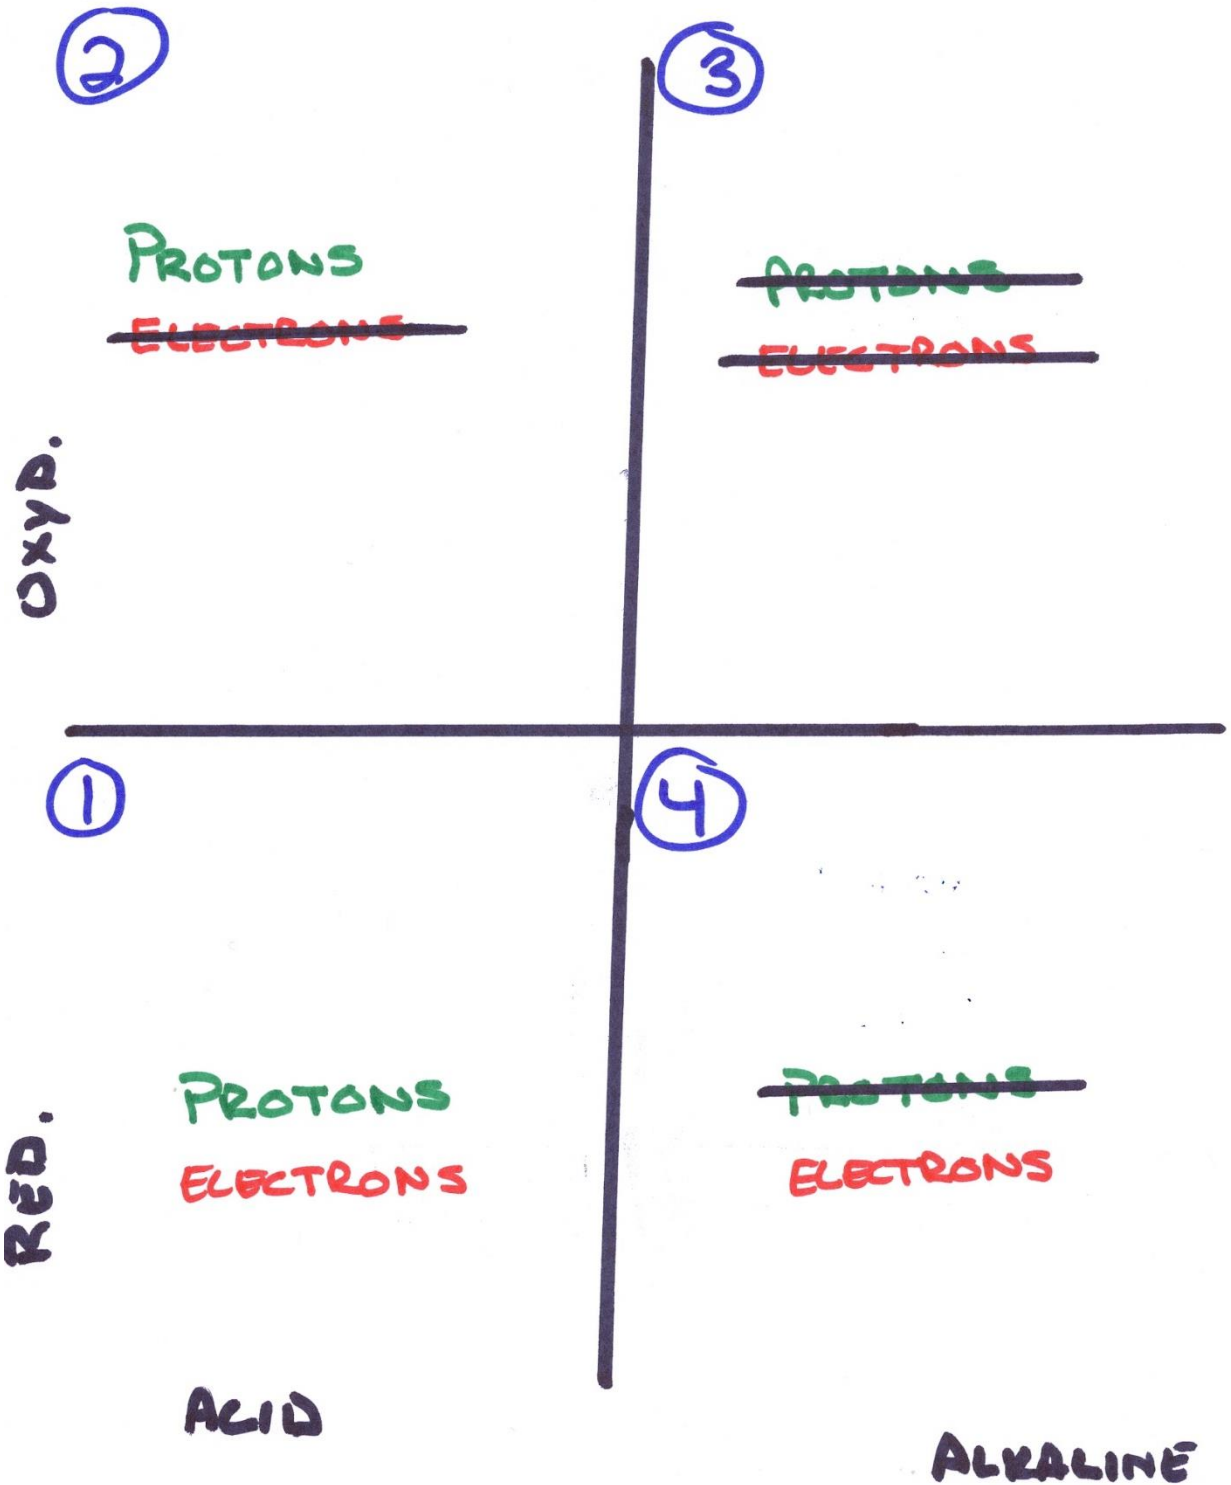 2
3
PROTONS
ELECTRONS
PROTONS
ELECTRONS
OXYD.
1
4
PROTONS
ELECTRONS
PROTONS
ELECTRONS
RED.
ACID
ALKALINE